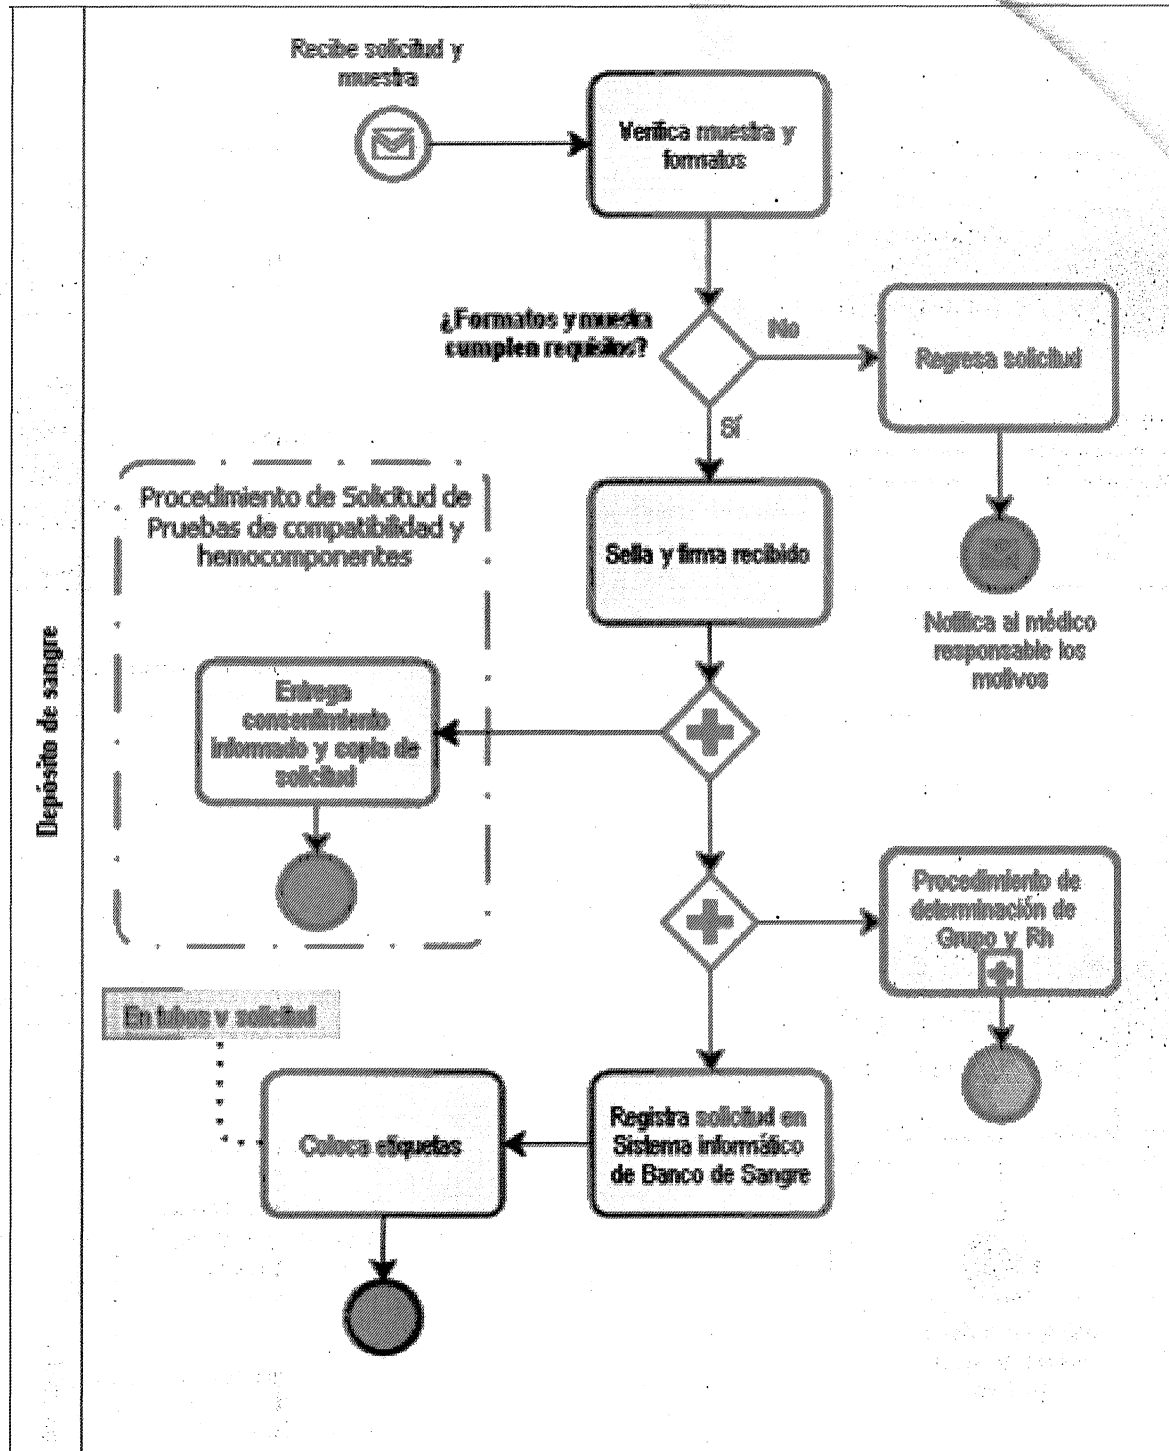 Recibe solicitud y
muestra
Verifica muestra y
formatos
¿Formatos y muestra
cumplen requisitos?
No
Regresa solicitud
Sí
Procedimiento de Solicitud de
Pruebas de compatibilidad y
hemocomponentes
Sella y firma recibido
Notifica al médico
responsable los
motivos
Entrega
consentimiento
informado y copia de
solicitud
Depósito de sangre
Procedimiento de
determinación de
Grupo y Rh
En tubos y solicitud
Coloca etiquetas
Registra solicitud en
Sistema informático
de Banco de Sangre